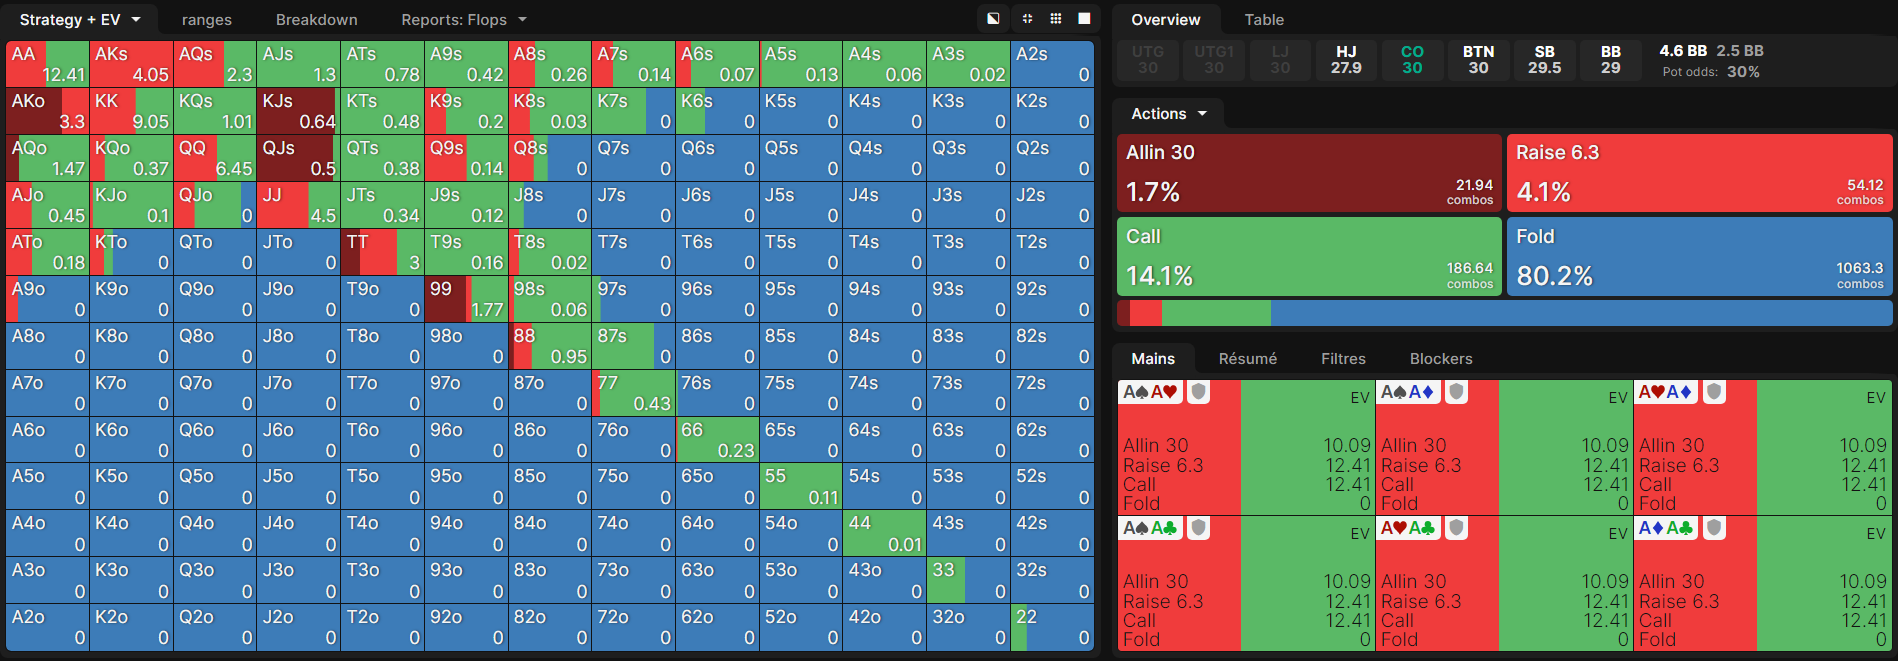 Strategy + EV ranges Breakdown Reports: Flops
AA AKs AQs AJs ATs A9s A8s A7s A6s A5s A4s A3s A2s
12.41 4.05 2.3 1.3 0.78 0.42 0.26 0.14 0.07 0.13 0.06 0.02 0
AKo KK KQs KJs KTs K9s K8s K7s K6s K5s K4s K3s K2s
3.3 9.05 1.01 0.64 0.48 0.2 0.03 0 0 0 0 0 0
AQo KQo QQ QJs QTs Q9s Q8s Q7s Q6s Q5s Q4s Q3s Q2s
1.47 0.37 6.45 0.5 0.38 0.14 0 0 0 0 0 0 0
AJo KJo QJo JJ JTs J9s J8s J7s J6s J5s J4s J3s J2s
0.45 0.1 0 4.5 0.34 0.12 0 0 0 0 0 0 0
ATo KTo QTo JTo TT T9s T8s T7s T6s T5s T4s T3s T2s
0.18 0 0 0 3 0.16 0.02 0 0 0 0 0 0
A9o K9o Q9o J9o T9o 99 98s 97s 96s 95s 94s 93s 92s
0 0 0 0 0 1.77 0.06 0 0 0 0 0 0
A8o K8o Q8o J8o T8o 98o 88 87s 86s 85s 84s 83s 82s
0 0 0 0 0 0 0.95 0 0 0 0 0 0
A7o K7o Q7o J7o T7o 97o 87o 77 76s 75s 74s 73s 72s
0 0 0 0 0 0 0 0.43 0 0 0 0 0
A6o K6o Q6o J6o T6o 96o 86o 76o 66 65s 64s 63s 62s
0 0 0 0 0 0 0 0 0.23 0 0 0 0
A5o K5o Q5o J5o T5o 95o 85o 75o 65o 55 54s 53s 52s
0 0 0 0 0 0 0 0 0 0.11 0 0 0
A4o K4o Q4o J4o T4o 94o 84o 74o 64o 54o 44 43s 42s
0 0 0 0 0 0 0 0 0 0 0.01 0 0
A3o K3o Q3o J3o T3o 93o 83o 73o 63o 53o 43o 33 32s
0 0 0 0 0 0 0 0 0 0 0 0 0
A2o K2o Q2o J2o T2o 92o 82o 72o 62o 52o 42o 32o 22
0 0 0 0 0 0 0 0 0 0 0 0 0
Overview Table
UTG UTG1 LJ HJ CO BTN SB BB 4.6 BB 2.5 BB
30 30 30 27.9 30 30 29.5 29 Pot odds: 30%
Actions
Allin 30 Raise 6.3
1.7% 21.94 combos 4.1% 54.12 combos
Call Fold
14.1% 186.64 combos 80.2% 1063.3 combos
Mains Résumé Filtres Blockers
A♠A♥ EV A♠A♦ EV A♥A♦ EV
Allin 30 10.09 Allin 30 10.09 Allin 30 10.09
Raise 6.3 12.41 Raise 6.3 12.41 Raise 6.3 12.41
Call 12.41 Call 12.41 Call 12.41
Fold 0 Fold 0 Fold 0
A♠A♣ EV A♥A♣ EV A♦A♣ EV
Allin 30 10.09 Allin 30 10.09 Allin 30 10.09
Raise 6.3 12.41 Raise 6.3 12.41 Raise 6.3 12.41
Call 12.41 Call 12.41 Call 12.41
Fold 0 Fold 0 Fold 0